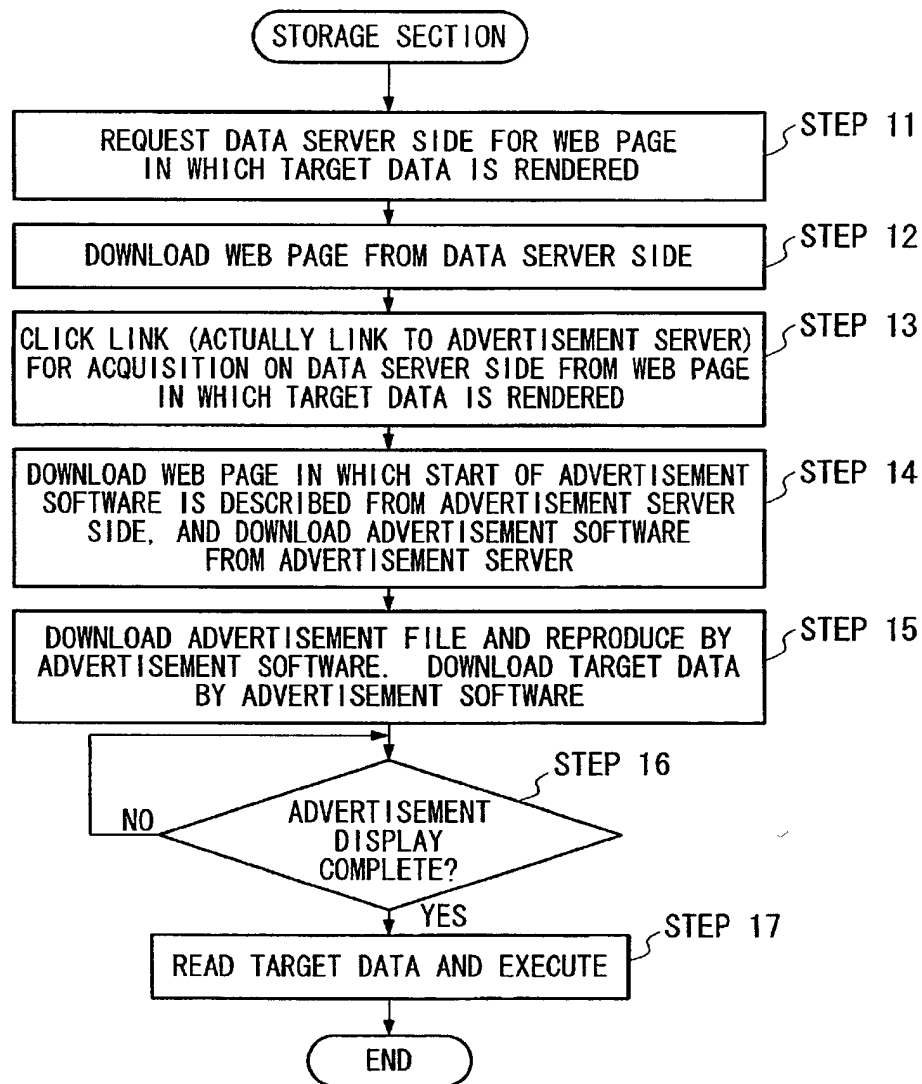 STORAGE SECTION
STEP 11
REQUEST DATA SERVER SIDE FOR WEB PAGE
IN WHICH TARGET DATA IS RENDERED
STEP 12
DOWNLOAD WEB PAGE FROM DATA SERVER SIDE
STEP 13
CLICK LINK (ACTUALLY LINK TO ADVERTISEMENT SERVER)
FOR ACQUISITION ON DATA SERVER SIDE FROM WEB PAGE
IN WHICH TARGET DATA IS RENDERED
STEP 14
DOWNLOAD WEB PAGE IN WHICH START OF ADVERTISEMENT
SOFTWARE IS DESCRIBED FROM ADVERTISEMENT SERVER
SIDE, AND DOWNLOAD ADVERTISEMENT SOFTWARE
FROM ADVERTISEMENT SERVER
STEP 15
DOWNLOAD ADVERTISEMENT FILE AND REPRODUCE BY
ADVERTISEMENT SOFTWARE. DOWNLOAD TARGET DATA
BY ADVERTISEMENT SOFTWARE
STEP 16
NO
ADVERTISEMENT
DISPLAY
COMPLETE?
YES
STEP 17
READ TARGET DATA AND EXECUTE
END